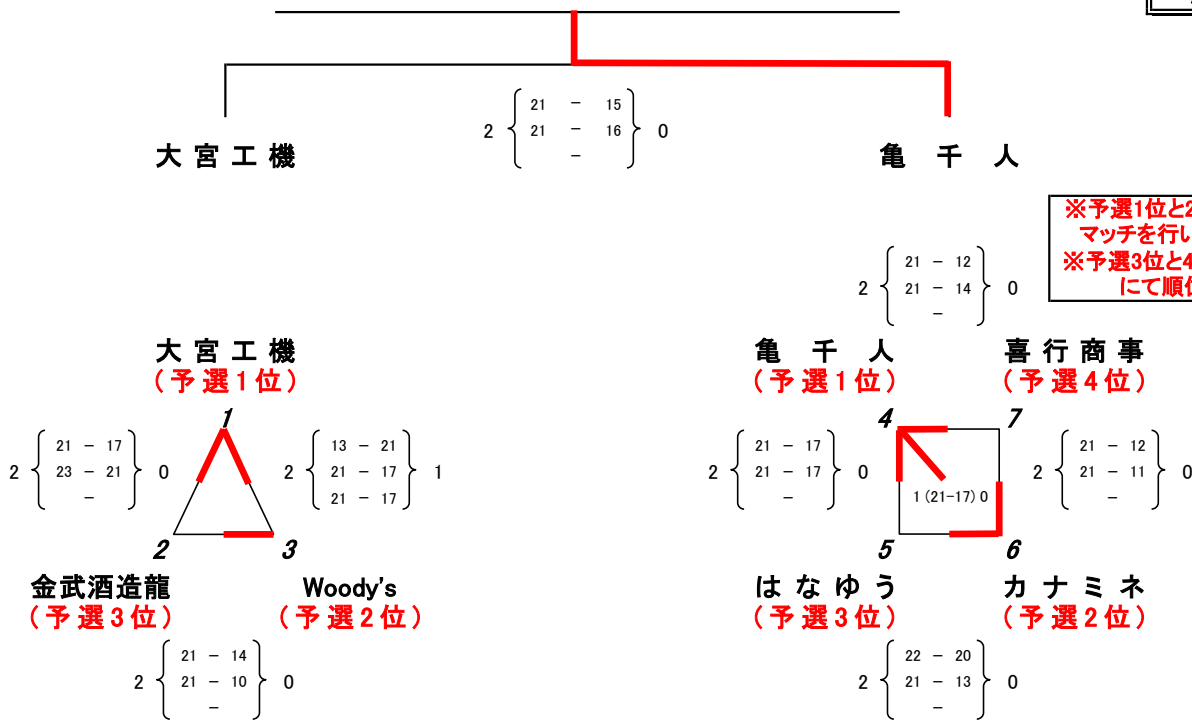 2 21 - 15 0
21 - 16
-
大宮工機 亀千人
※予選1位と2
マッチを行い
※予選3位と4
にて順位
2 21 - 12 0
21 - 14
-
大宮工機 亀千人 喜行商事
(予選1位) (予選1位) (予選4位)
1 4 7
2 21 - 17 0
23 - 21
-
2 13 - 21 1
21 - 17
21 - 17
2 21 - 17 0
21 - 17
-
1(21-17)0
2 21 - 12 0
21 - 11
-
2 3 5 6
金武酒造龍 Woody's はなゆう カナミネ
(予選3位) (予選2位) (予選3位) (予選2位)
2 21 - 14 0
21 - 10
-
2 22 - 20 0
21 - 13
-